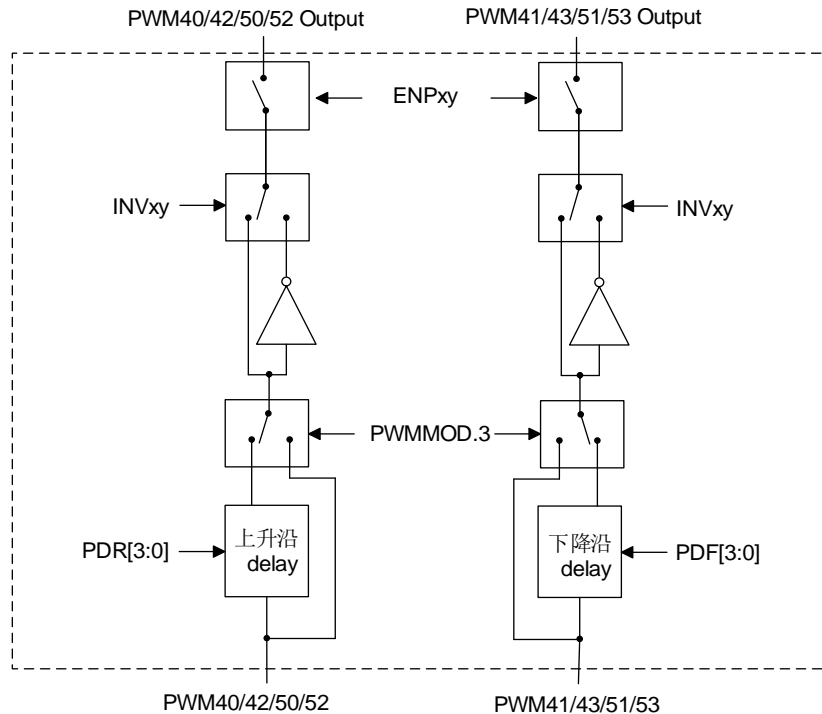 PWM40/42/50/52 Output
PWM41/43/51/53 Output
ENPxy
INVxy
INVxy
PWMMOD.3
PDR[3:0]
上升沿
delay
下降沿
delay
PDF[3:0]
PWM40/42/50/52
PWM41/43/51/53